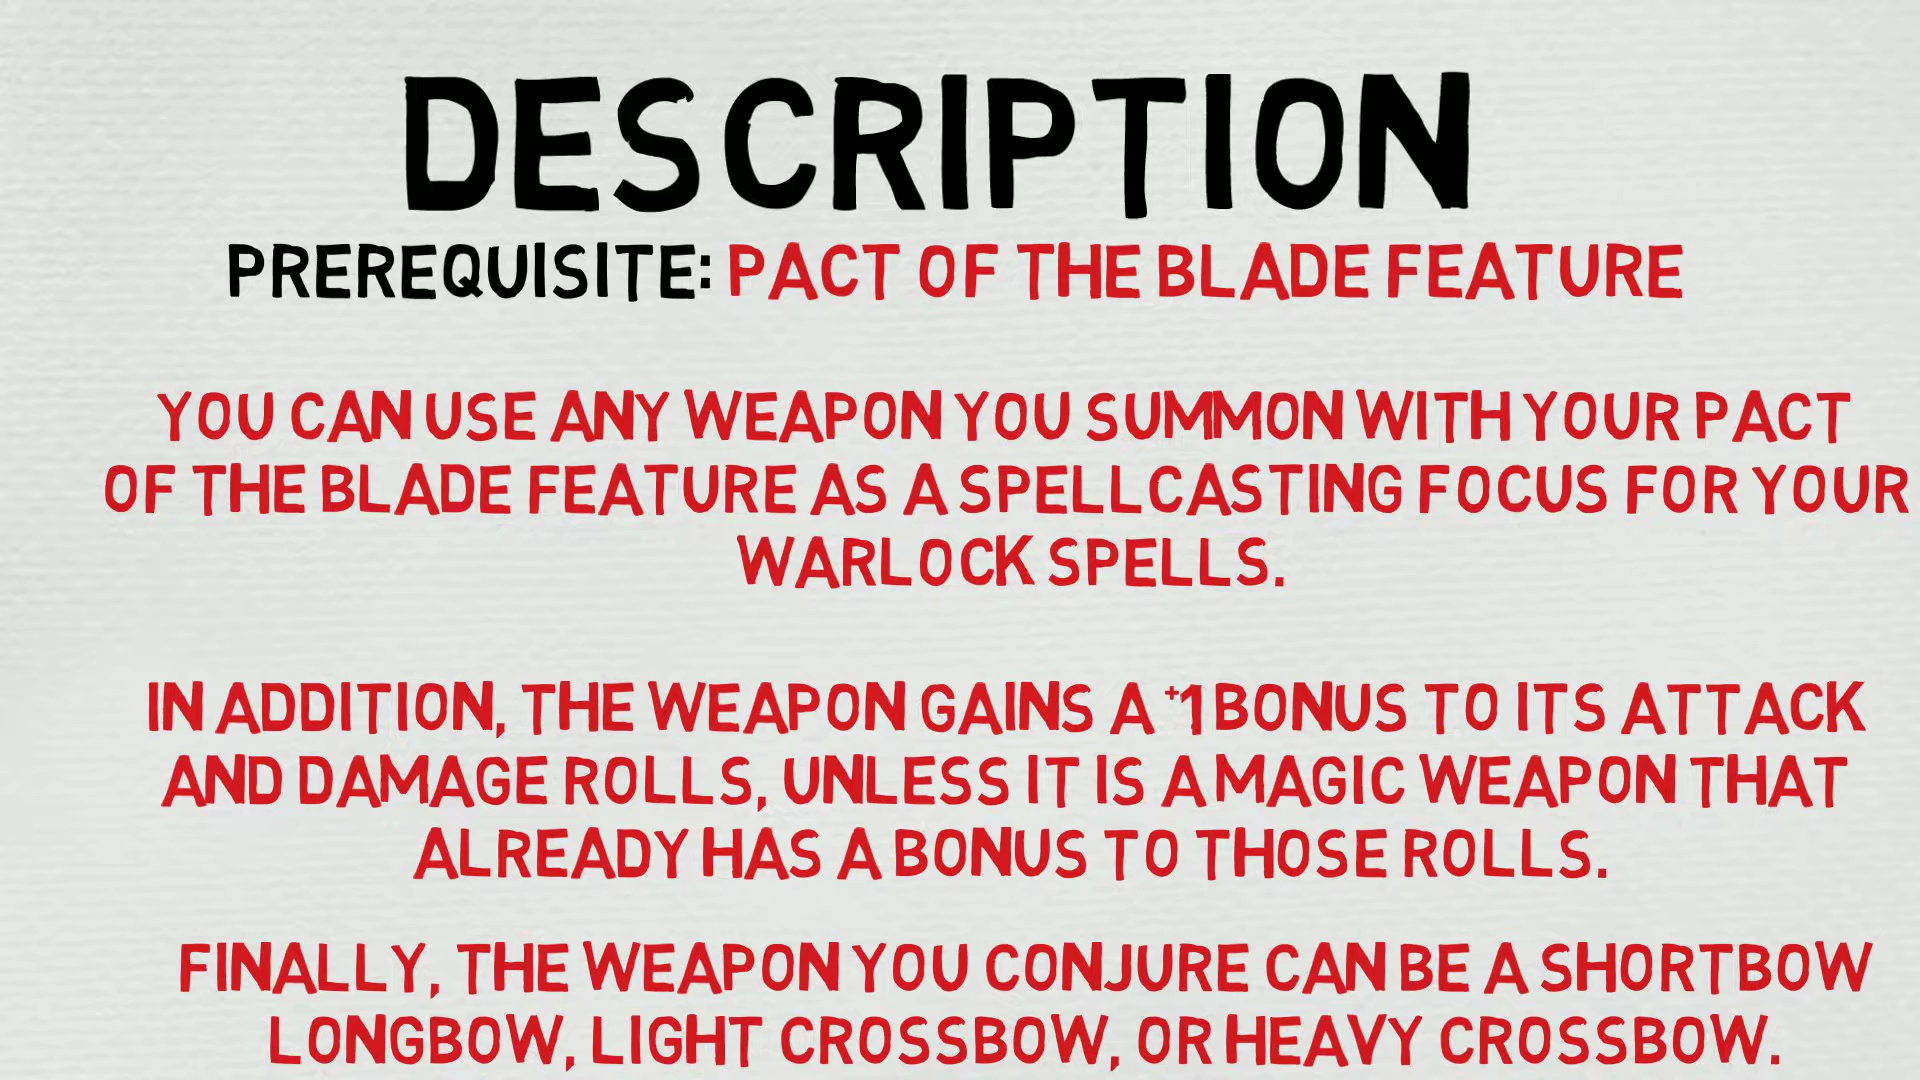 DESCRIPTION
PREREQUISITE: PACT OF THE BLADE FEATURE
YOU CAN USE ANY WEAPON YOU SUMMON WITH YOUR PACT
OF THE BLADE FEATURE AS A SPELLCASTING FOCUS FOR YOUR
WARLOCK SPELLS.
IN ADDITION, THE WEAPON GAINS A +1 BONUS TO ITS ATTACK
AND DAMAGE ROLLS, UNLESS IT IS A MAGIC WEAPON THAT
ALREADY HAS A BONUS TO THOSE ROLLS.
FINALLY, THE WEAPON YOU CONJURE CAN BE A SHORTBOW
LONGBOW, LIGHT CROSSBOW, OR HEAVY CROSSBOW.